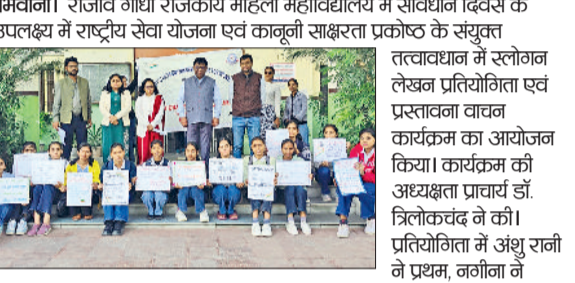 भिवानी। राजीव गांधी राजकीय महिला महाविद्यालय में संविधान दिवस के
उपलक्ष्य में राष्ट्रीय सेवा योजना एवं कानूनी साक्षरता प्रकोष्ठ के संयुक्त
तत्वावधान में स्लोगन
लेखन प्रतियोगिता एवं
प्रस्तावना वाचन
कार्यक्रम का आयोजन
किया। कार्यक्रम की
अध्यक्षता प्राचार्य डॉ.
त्रिलोकचंद ने की।
प्रतियोगिता में अंशु रानी
ने प्रथम, नगीना ने